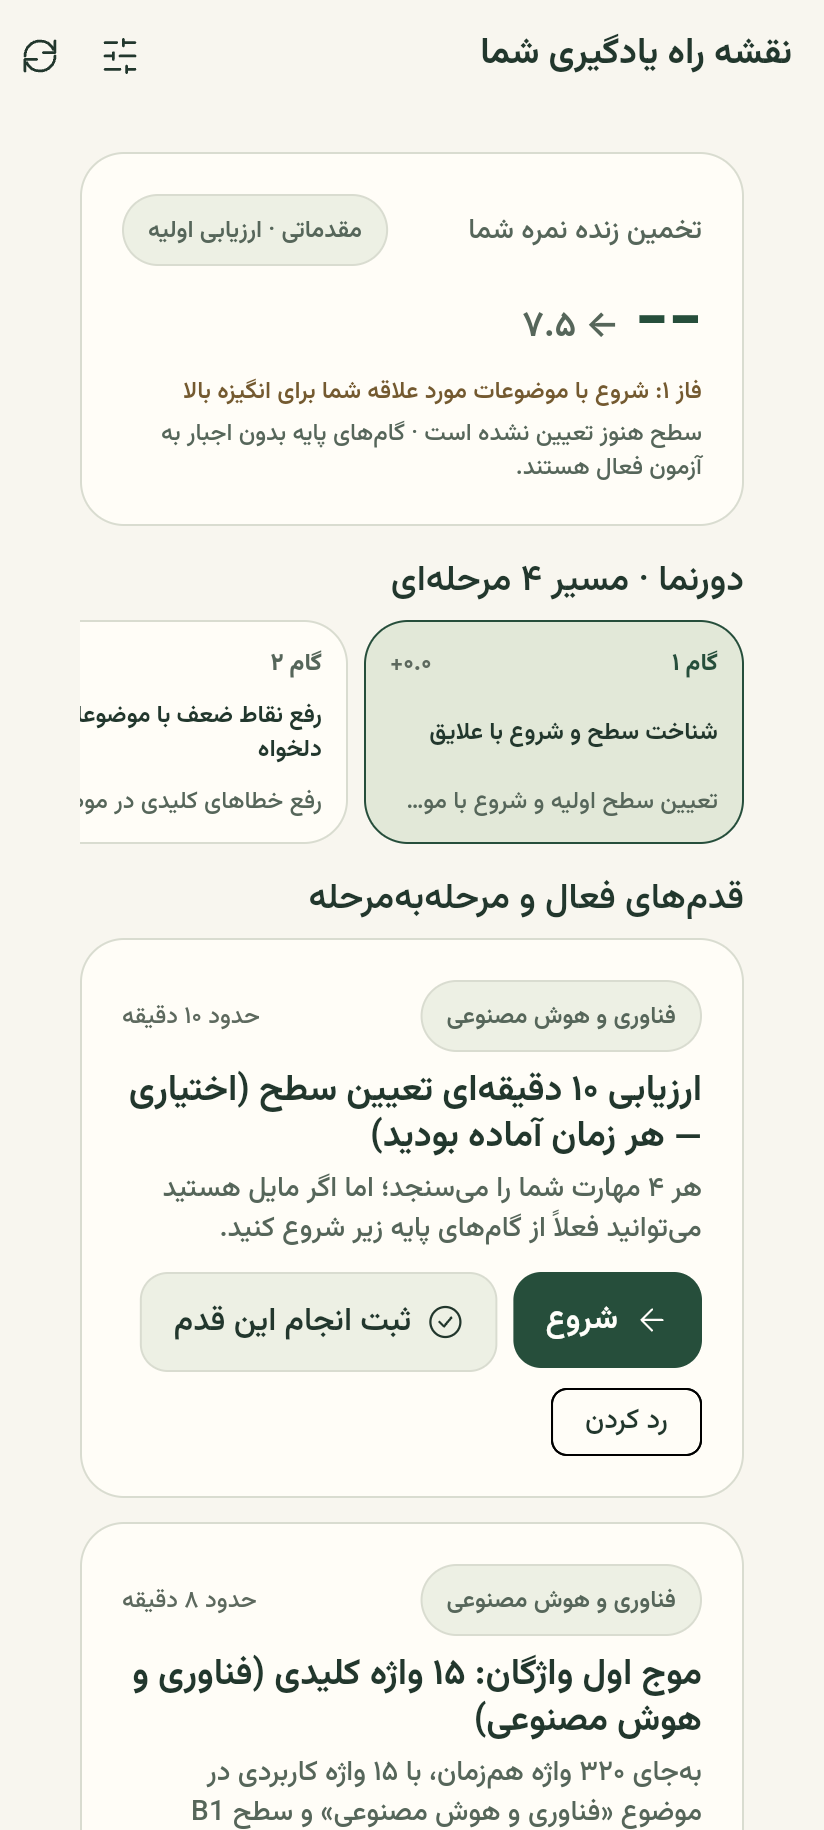 نقشه راه یادگیری شما
تخمین زنده نمره شما
مقدماتی · ارزیابی اولیه
-- ← ۷.۵
فاز ۱: شروع با موضوعات مورد علاقه شما برای انگیزه بالا
سطح هنوز تعیین نشده است · گام‌های پایه بدون اجبار به
آزمون فعال هستند.
دورنما · مسیر ۴ مرحله‌ای
گام ۱
+۰.۰
شناخت سطح و شروع با علایق
تعیین سطح اولیه و شروع با مو...
گام ۲
رفع نقاط ضعف با موضوعا
دلخواه
رفع خطاهای کلیدی در
قدم‌های فعال و مرحله‌به‌مرحله
فناوری و هوش مصنوعی
حدود ۱۰ دقیقه
ارزیابی ۱۰ دقیقه‌ای تعیین سطح (اختیاری
— هر زمان آماده بودید)
هر ۴ مهارت شما را می‌سنجد؛ اما اگر مایل هستید
می‌توانید فعلاً از گام‌های پایه زیر شروع کنید.
شروع
ثبت انجام این قدم
رد کردن
فناوری و هوش مصنوعی
حدود ۸ دقیقه
موج اول واژگان: ۱۵ واژه کلیدی (فناوری و
هوش مصنوعی)
به‌جای ۳۲۰ واژه هم‌زمان، با ۱۵ واژه کاربردی در
موضوع «فناوری و هوش مصنوعی» و سطح B1